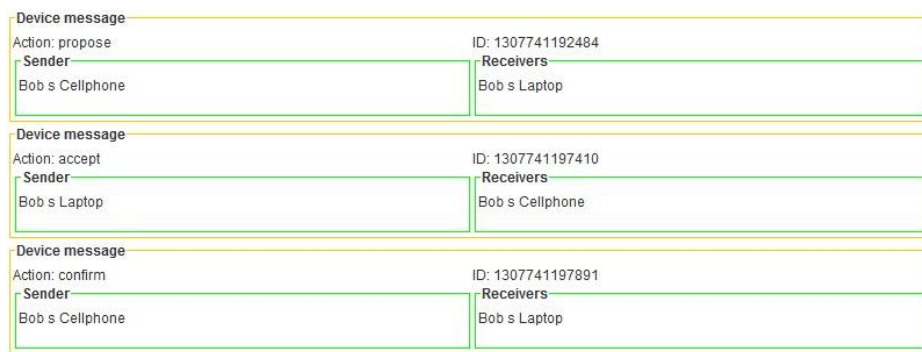 Device message
Action: propose ID: 1307741192484
Sender Receivers
Bob s Cellphone Bob s Laptop
Device message
Action: accept ID: 1307741197410
Sender Receivers
Bob s Laptop Bob s Cellphone
Device message
Action: confirm ID: 1307741197891
Sender Receivers
Bob s Cellphone Bob s Laptop